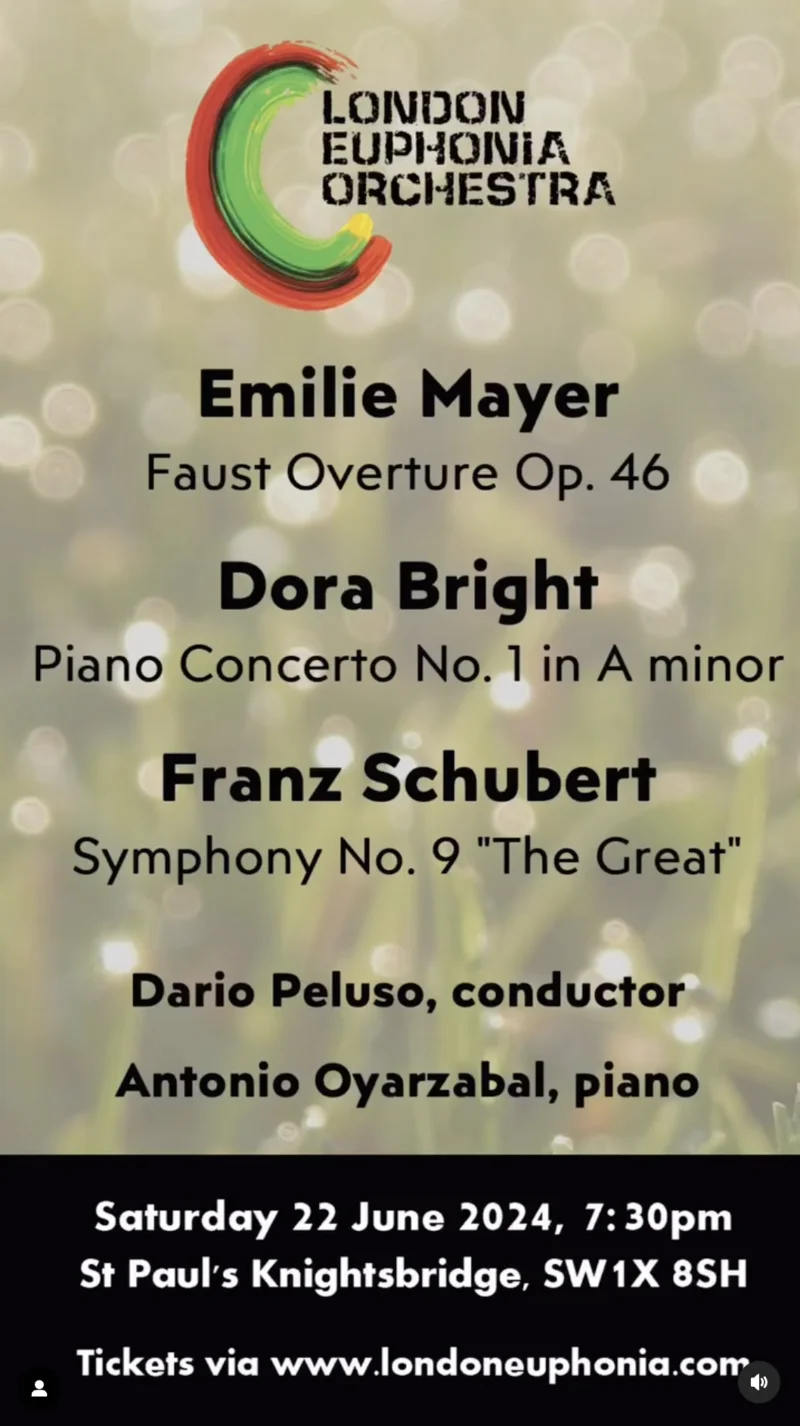 LONDON
EUPHONIA
ORCHESTRA
Emilie Mayer
Faust Overture Op. 46
Dora Bright
Piano Concerto No. 1 in A minor
Franz Schubert
Symphony No. 9 "The Great"
Dario Peluso, conductor
Antonio Oyarzabal, piano
Saturday 22 June 2024, 7:30pm
St Paul's Knightsbridge, SW1X 8SH
Tickets via www.londoneuphonia.com